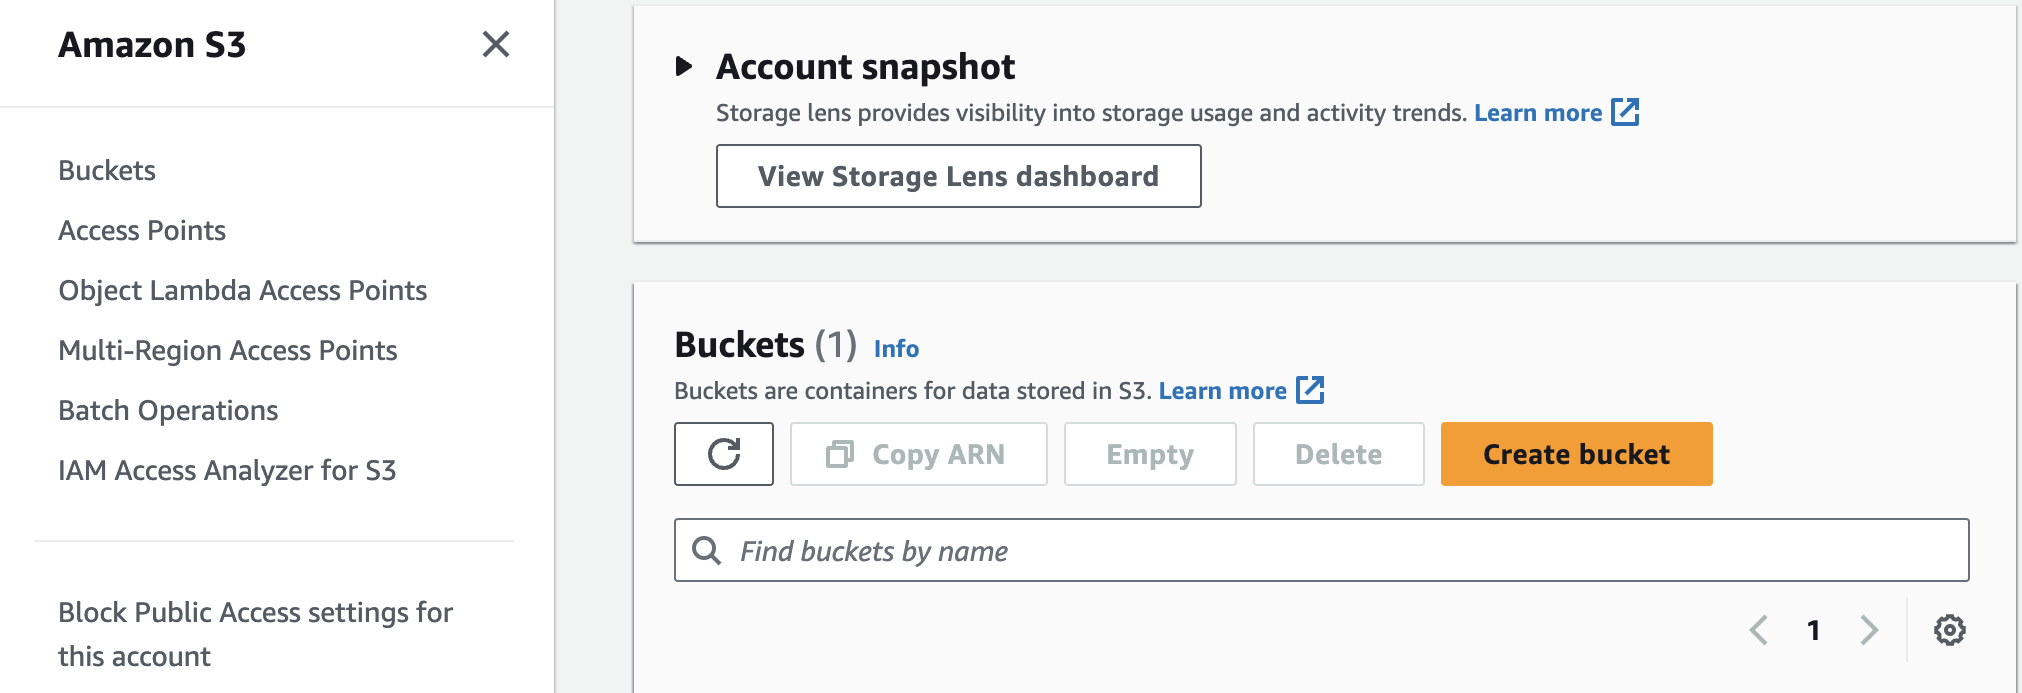 Amazon S3
Buckets
Access Points
Object Lambda Access Points
Multi-Region Access Points
Batch Operations
IAM Access Analyzer for S3
Block Public Access settings for
this account
Account snapshot
Storage lens provides visibility into storage usage and activity trends. Learn more
View Storage Lens dashboard
Buckets (1) Info
Buckets are containers for data stored in S3. Learn more
Copy ARN Empty Delete Create bucket
Find buckets by name
1